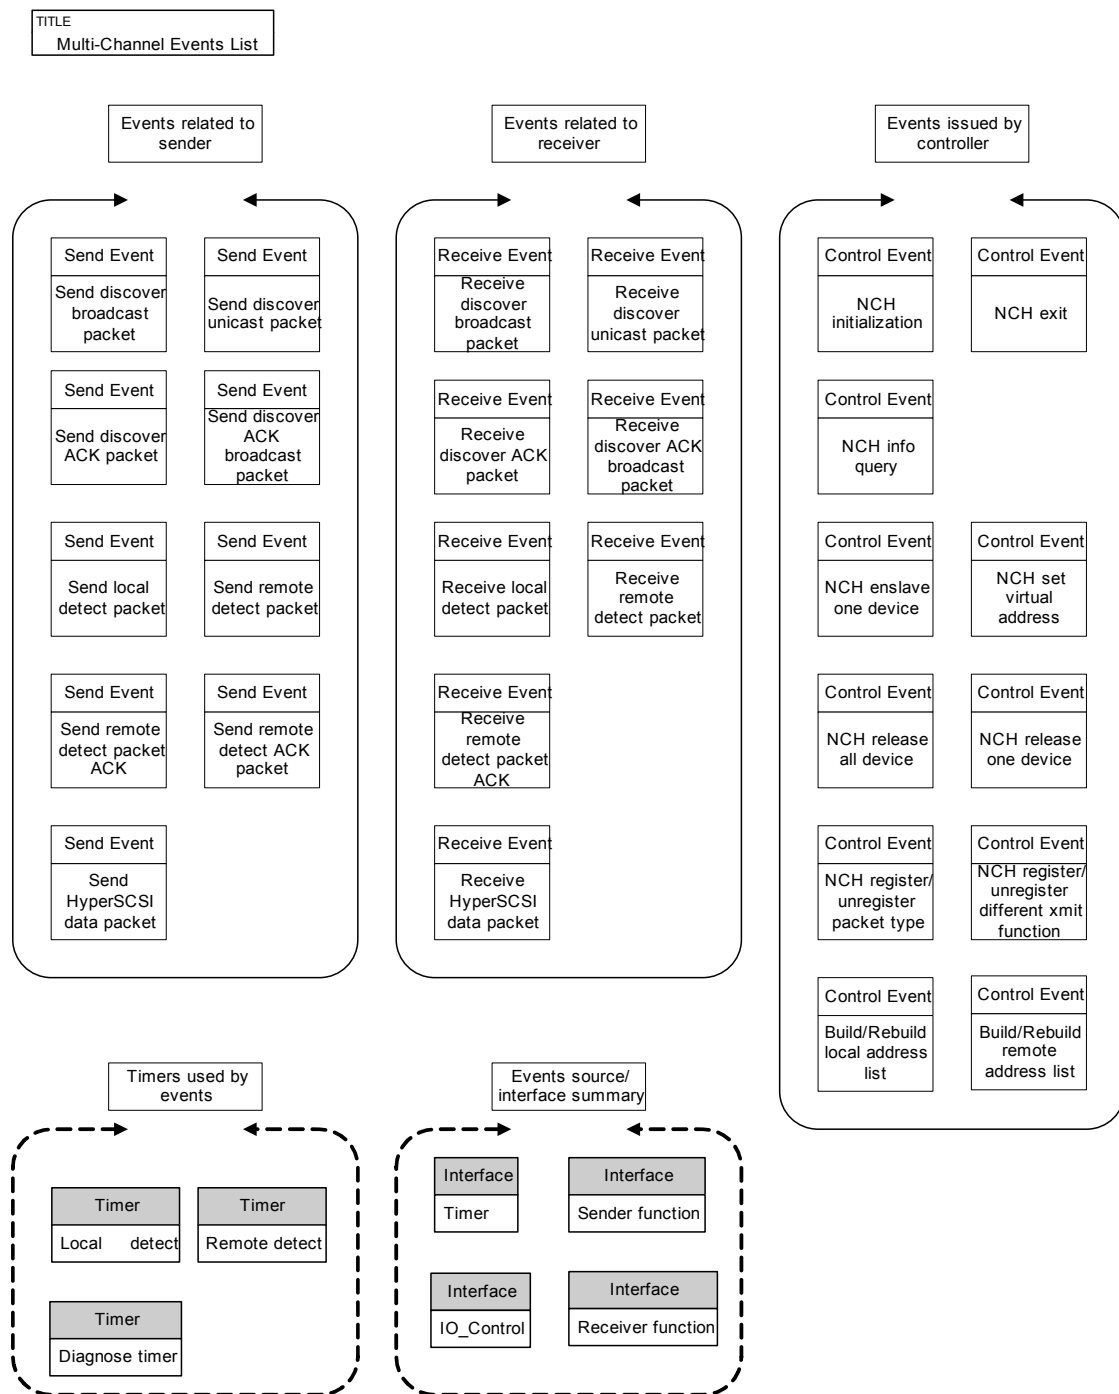 TITLE
Multi-Channel Events List
Events related to
sender
Send Event
Send discover
broadcast
packet
Send Event
Send discover
unicast packet
Send Event
Send discover
ACK packet
Send Event
Send discover
ACK
broadcast
packet
Send Event
Send local
detect packet
Send Event
Send remote
detect packet
Send Event
Send remote
detect packet
ACK
Send Event
Send remote
detect ACK
packet
Send Event
Send
HyperSCSI
data packet
Events related to
receiver
Receive Event
Receive
discover
broadcast
packet
Receive Event
Receive
discover
unicast packet
Receive Event
Receive
discover ACK
packet
Receive Event
Receive
discover ACK
broadcast
packet
Receive Event
Receive local
detect packet
Receive Event
Receive
remote
detect packet
Receive Event
Receive
remote
detect packet
ACK
Receive Event
Receive
HyperSCSI
data packet
Events issued by
controller
Control Event
NCH
initialization
Control Event
NCH exit
Control Event
NCH info
query
Control Event
NCH enslave
one device
Control Event
NCH set
virtual
address
Control Event
NCH release
all device
Control Event
NCH release
one device
Control Event
NCH register/
unregister
packet type
Control Event
NCH register/
unregister
different xmit
function
Control Event
Build/Rebuild
local address
list
Control Event
Build/Rebuild
remote
address list
Timers used by
events
Timer
Local detect
Timer
Remote detect
Timer
Diagnose timer
Events source/
interface summary
Interface
Timer
Interface
Sender function
Interface
IO_Control
Interface
Receiver function